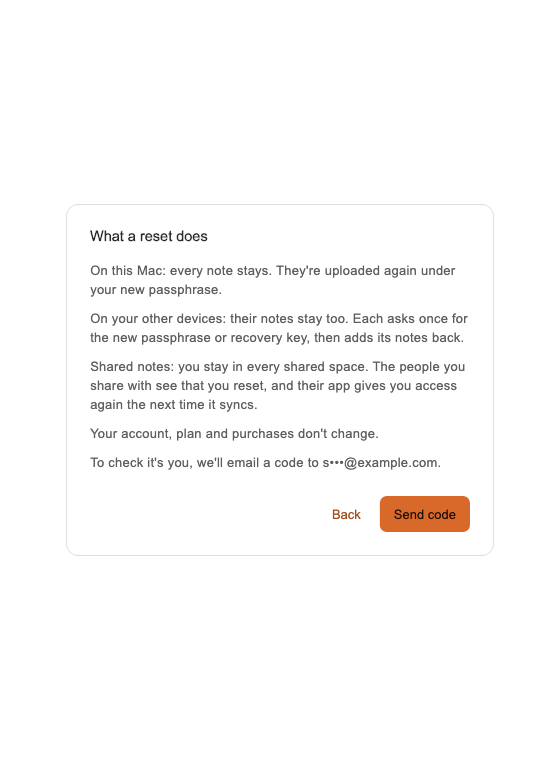 What a reset does
On this Mac: every note stays. They're uploaded again under
your new passphrase.
On your other devices: their notes stay too. Each asks once for
the new passphrase or recovery key, then adds its notes back.
Shared notes: you stay in every shared space. The people you
share with see that you reset, and their app gives you access
again the next time it syncs.
Your account, plan and purchases don't change.
To check it's you, we'll email a code to s•••@example.com.
Back Send code